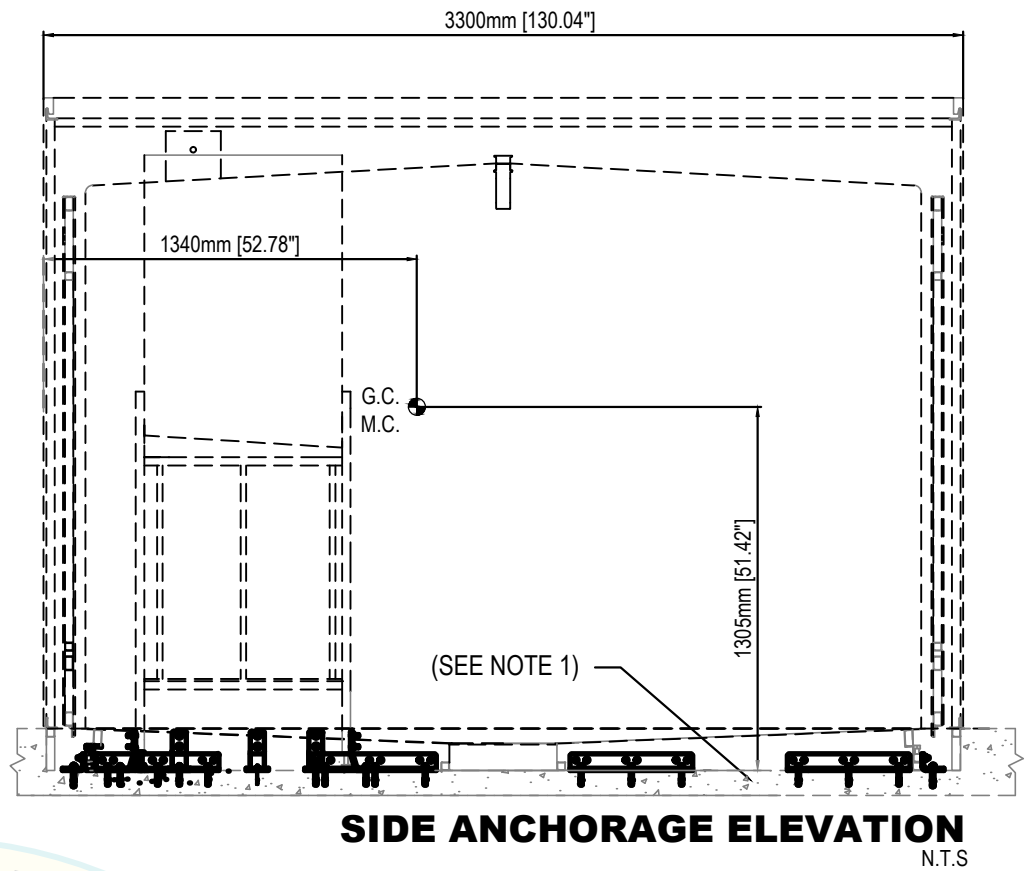 3300mm [130.04"]
1340mm [52.78"]
G.C.
M.C.
1305mm [51.42"]
(SEE NOTE 1)
SIDE ANCHORAGE ELEVATION
N.T.S